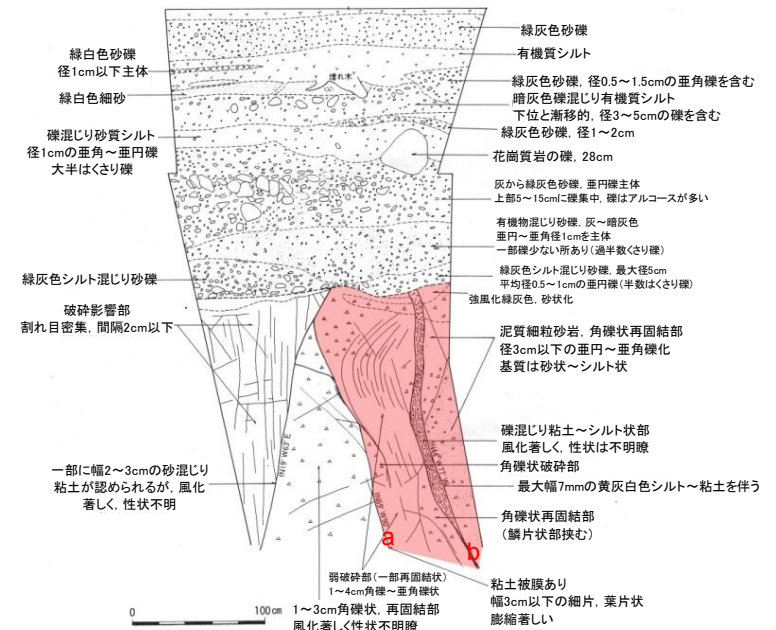 緑灰色砂礫
有機質シルト
緑白色砂礫
径1cm以下主体
埋れ木
緑灰色砂礫, 径0.5～1.5cmの亜角礫を含む
緑白色細砂
暗灰色礫混じり有機質シルト
下位と漸移的, 径3～5cmの礫を含む
緑灰色砂礫, 径1～2cm
礫混じり砂質シルト
径1cmの亜角～亜円礫
大半はくさり礫
花崗質岩の礫, 28cm
灰から緑灰色砂礫, 亜円礫主体
上部5～15cmに礫集中, 礫はアルコースが多い
有機物混じり砂礫, 灰～暗灰色
亜円～亜角径1cmを主体
一部礫少ない所あり(過半数くさり礫)
緑灰色シルト混じり砂礫
緑灰色シルト混じり砂礫, 最大径5cm
平均径0.5～1cmの亜円礫(半数はくさり礫)
強風化緑灰色, 砂状化
破砕影響部
割れ目密集, 間隔2cm以下
泥質細粒砂岩, 角礫状再固結部
径3cm以下の亜円～亜角礫化
基質は砂状～シルト状
礫混じり粘土～シルト状部
風化著しく, 性状は不明瞭
角礫状破砕部
一部に幅2～3cmの砂混じり
粘土が認められるが, 風化
著しく, 性状不明
最大幅7mmの黄灰白色シルト～粘土を伴う
角礫状再固結部
(鱗片状部挟む)
a
b
弱破砕部(一部再固結状)
1～4cm角礫～亜角礫状
粘土被膜あり
幅3cm以下の細片, 葉片状
膨縮著しい
1～3cm角礫状, 再固結部
風化著しく性状不明瞭
0 100cm